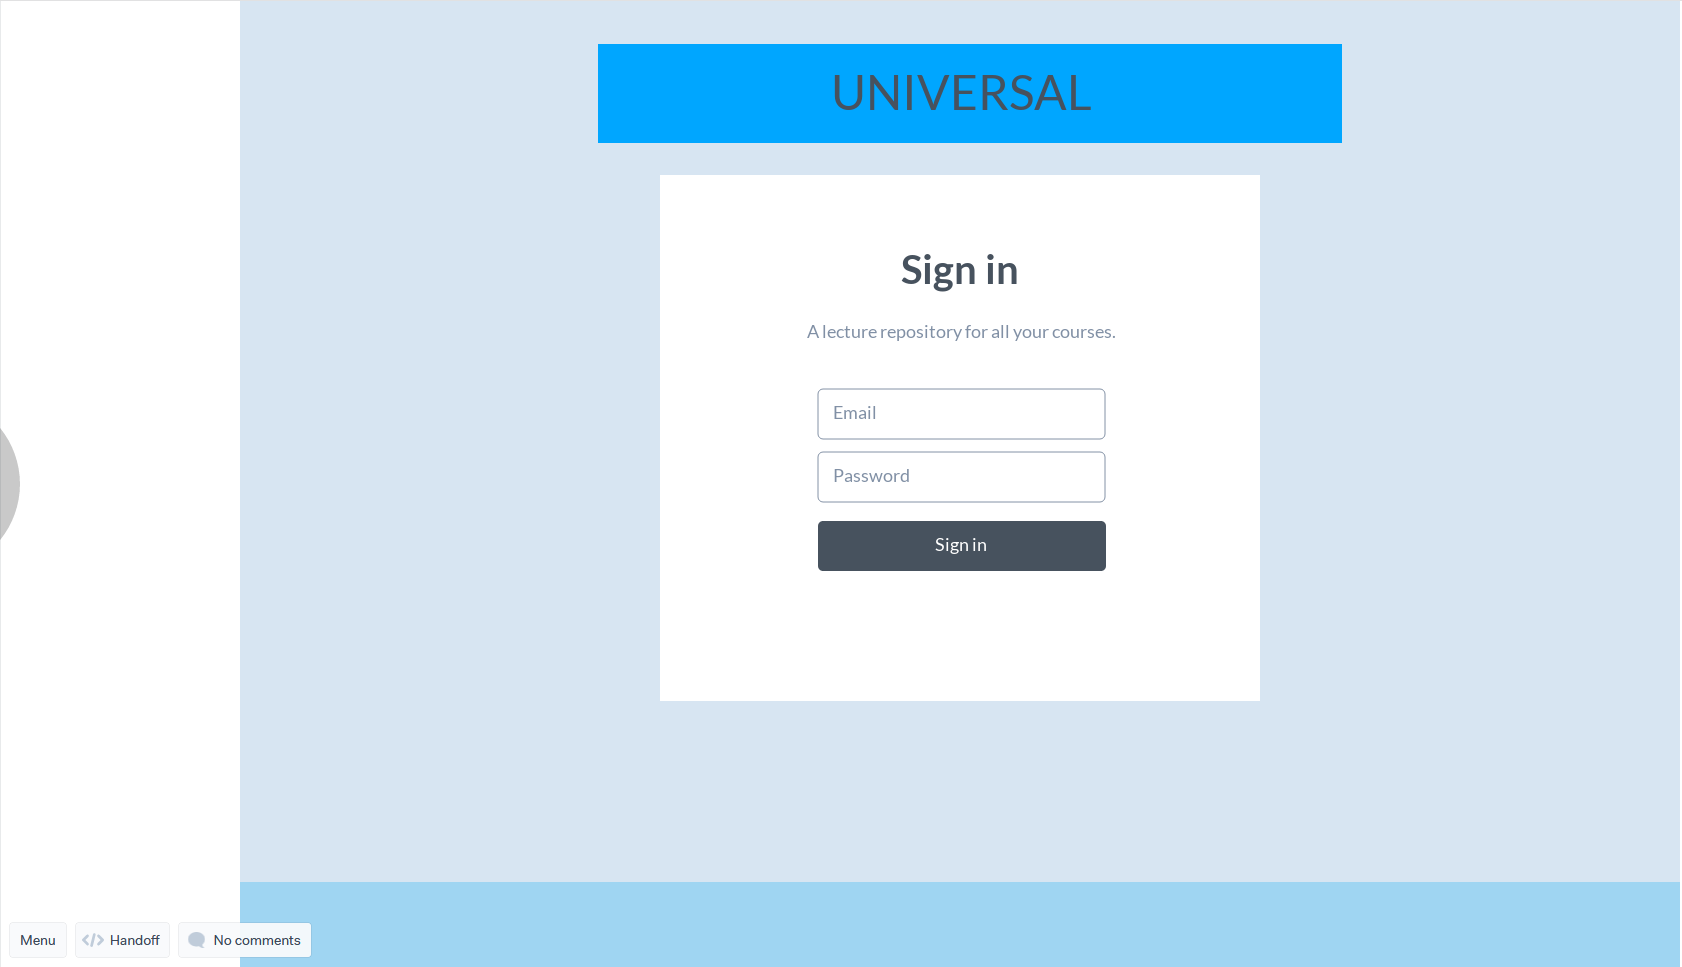 UNIVERSAL
Sign in
A lecture repository for all your courses.
Email
Password
Sign in
Menu
</> Handoff
No comments